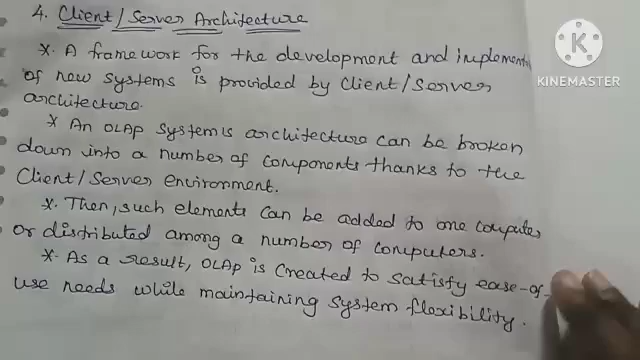 4. Client/Server Architecture
* A framework for the development and implemen
of new systems is provided by Client/Server
architecture.
* An OLAP system's architecture can be broken
down into a number of components thanks to the
Client/Server environment.
* Then, such elements can be added to one computer
or distributed among a number of computers.
* As a result, OLAP is created to satisfy ease-of-
use needs while maintaining system flexibility.
KINEMASTER